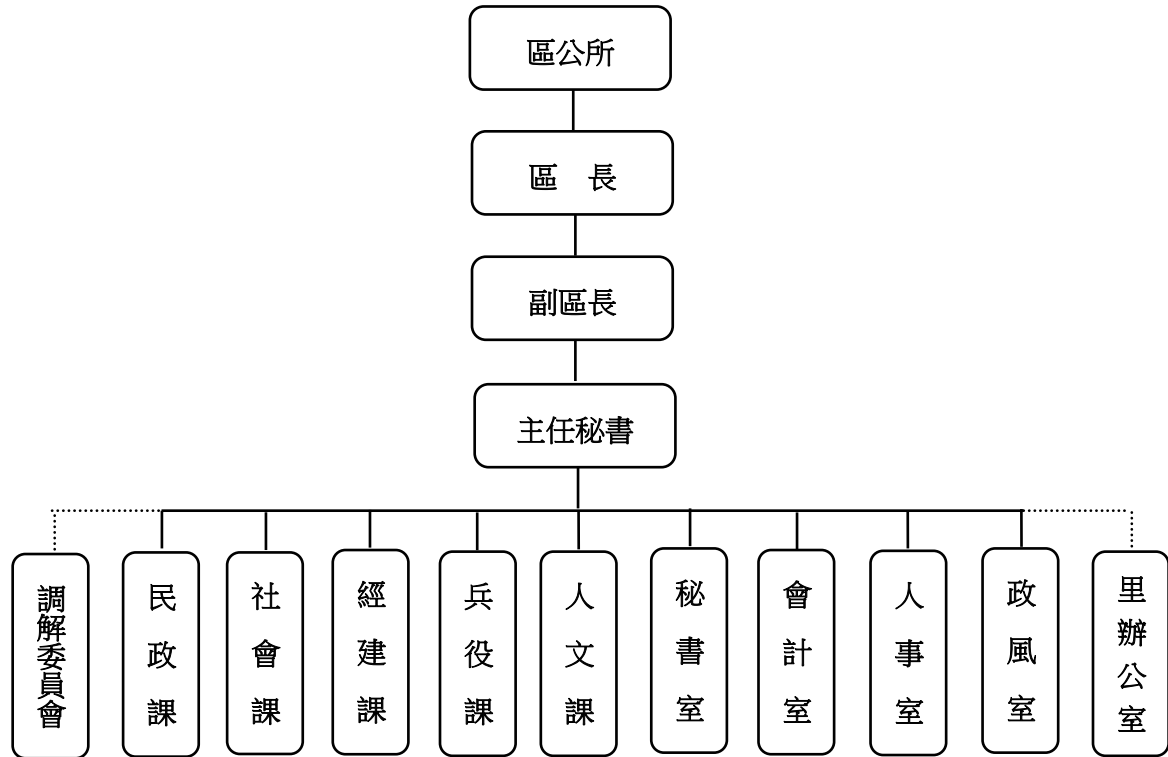 區公所
區　長
副區長
主任秘書
調解委員會
民政課
社會課
經建課
兵役課
人文課
秘書室
會計室
人事室
政風室
里辦公室